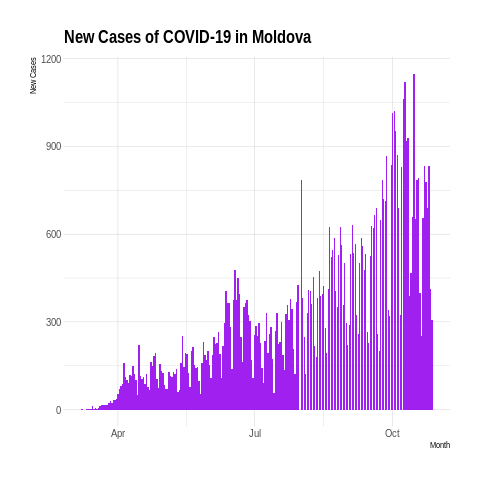 New Cases of COVID-19 in Moldova
New Cases
1200
900
600
300
0
Apr
Jul
Oct
Month